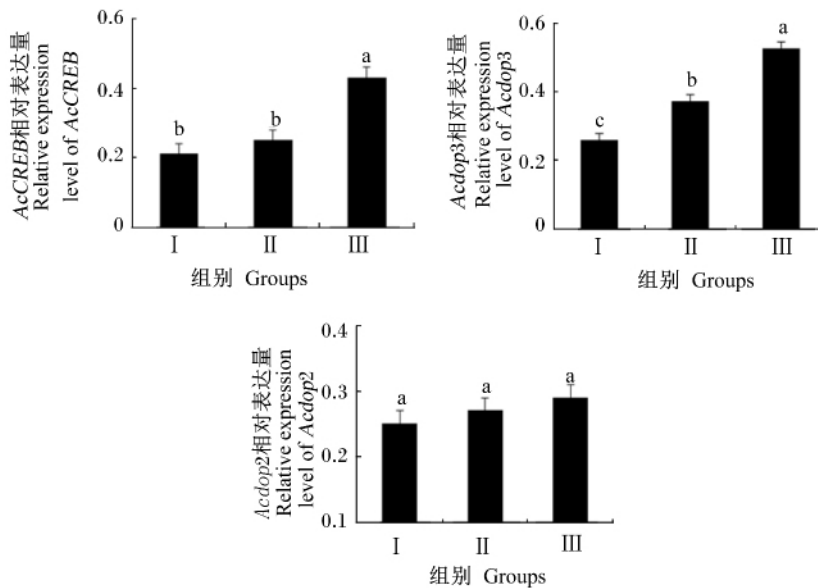 AcCREB相对表达量
Relative expression
level of AcCREB
0.6
0.4
0.2
0
b
b
a
I
II
III
组别 Groups
Acdop3相对表达量
Relative expression
level of Acdop3
0.6
0.4
0.2
0
c
b
a
I
II
III
组别 Groups
Acdop2相对表达量
Relative expression
level of Acdop2
0.4
0.3
0.2
0.1
a
a
a
I
II
III
组别 Groups